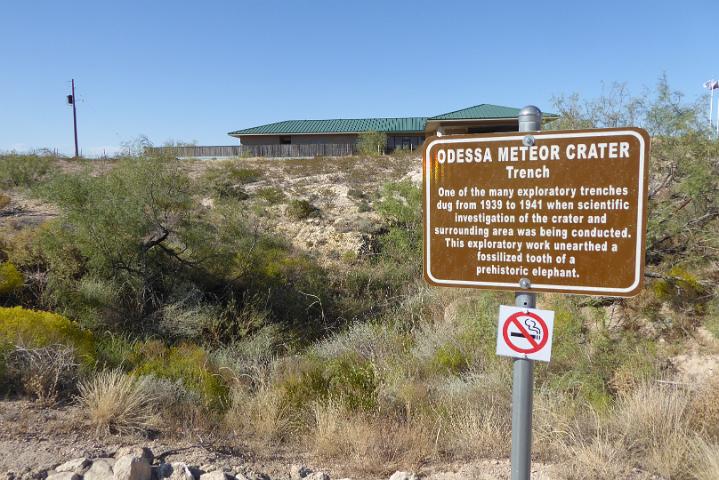 ODESSA METEOR CRATER
Trench
One of the many exploratory trenches
dug from 1939 to 1941 when scientific
investigation of the crater and
surrounding area was being conducted.
This exploratory work unearthed a
fossilized tooth of a
prehistoric elephant.